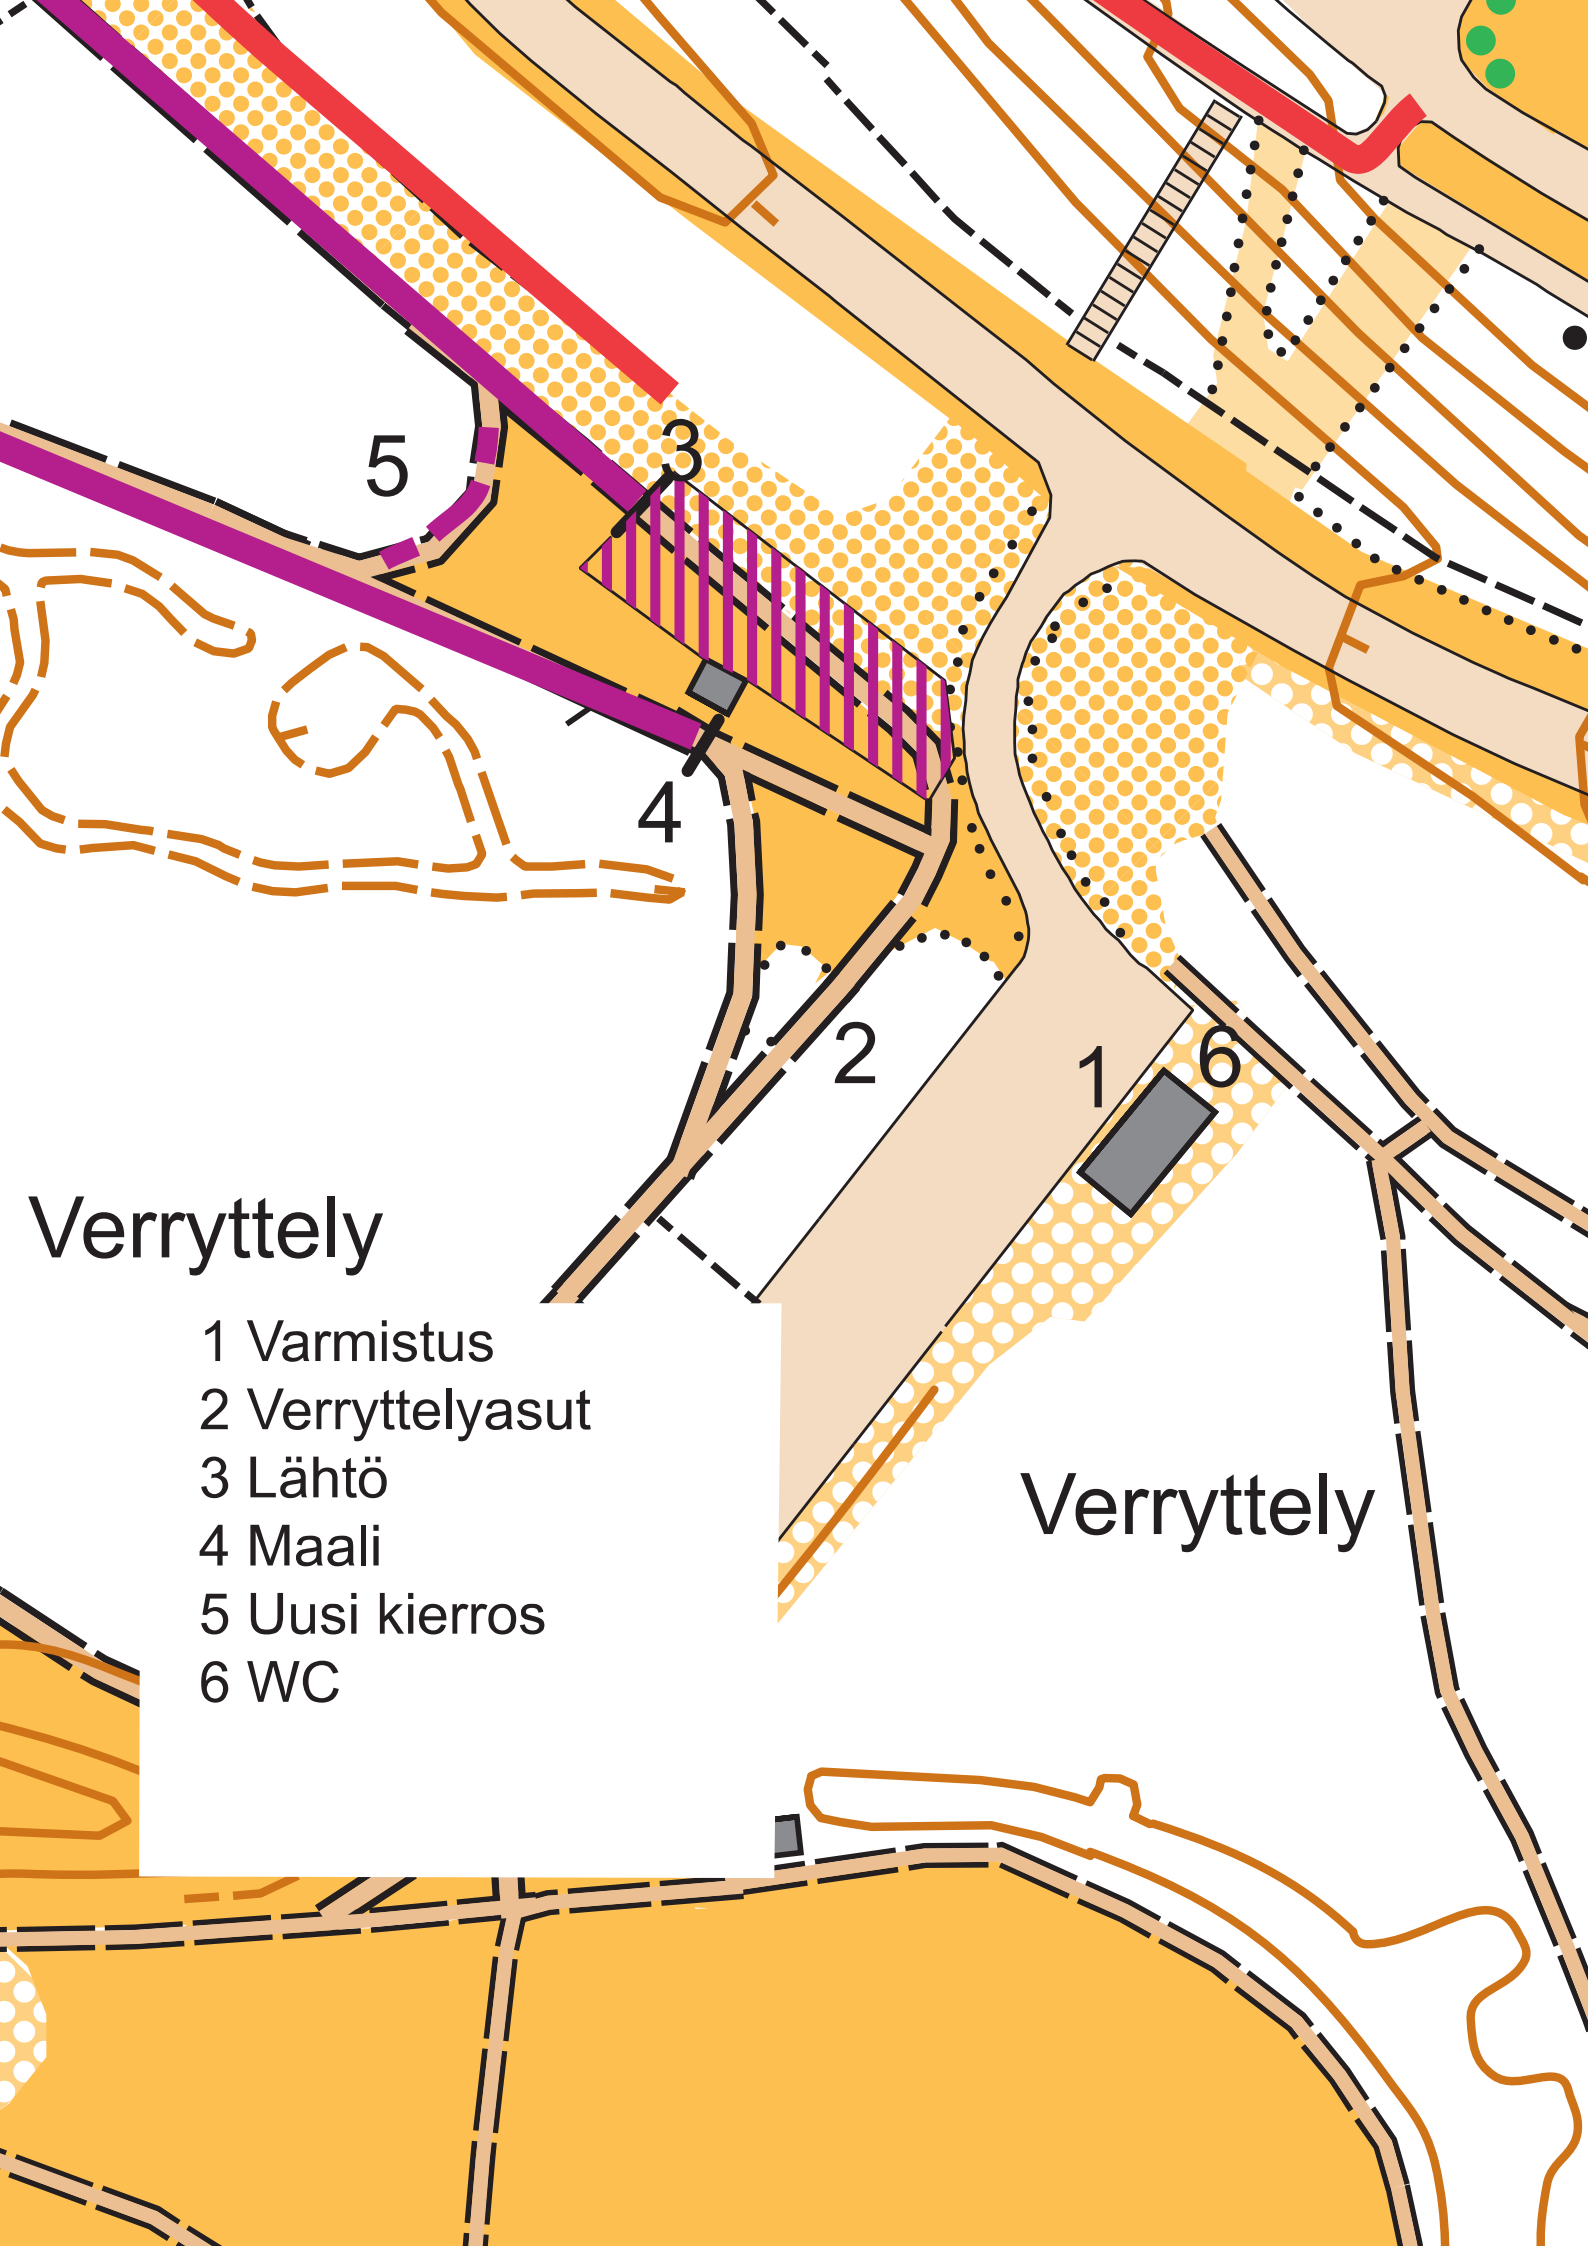 3
5
4
2
1
6
Verryttely
1 Varmistus
2 Verryttelyasut
3 Lähtö
4 Maali
5 Uusi kierros
6 WC
Verryttely